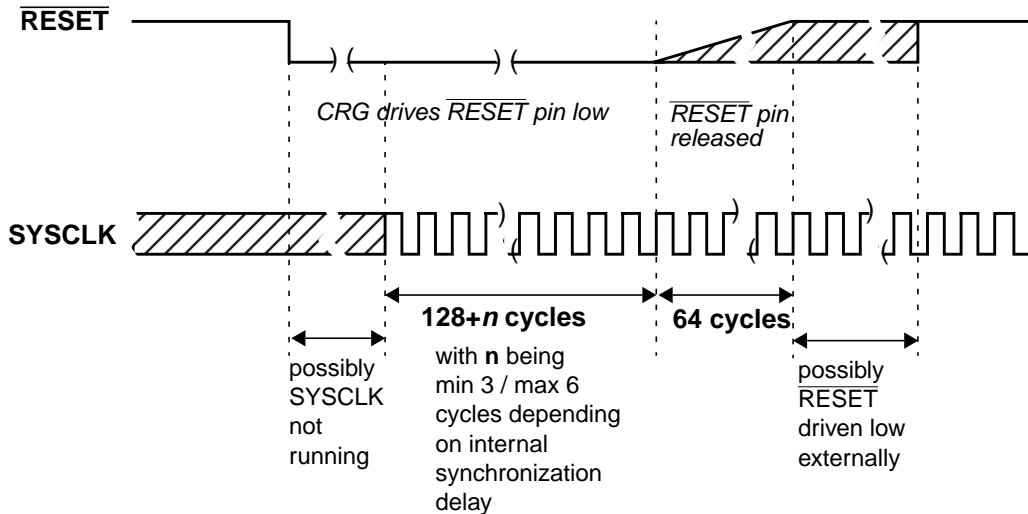 RESET
CRG drives RESET pin low
RESET pin
released
SYSCLK
128+n cycles
with n being
min 3 / max 6
cycles depending
on internal
synchronization
delay
64 cycles
possibly
SYSCLK
not
running
possibly
RESET
driven low
externally